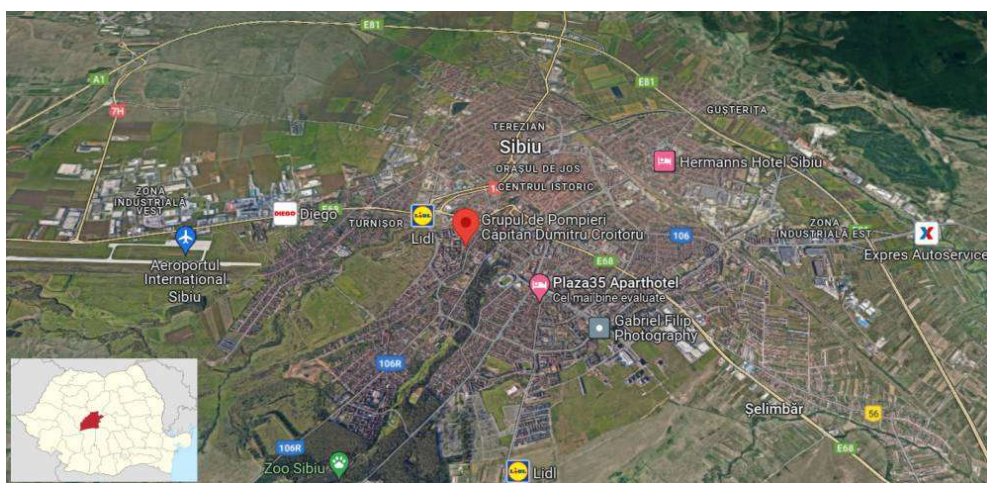 E81
A1
7H
E81
GUȘTERIȚA
TEREZIAN
Sibiu
ORAȘUL DE JOS
CENTRUL ISTORIC
Hermanns Hotel Sibiu
ZONA
INDUSTRIALĂ
VEST
DIEGO
Diego
E68
TURNIȘOR
LIDL
Lidl
Grupul de Pompieri
Căpitan Dumitru Croitoru
106
ZONA
INDUSTRIALĂ EST
X
Expres Autoservice
Aeroportul
International
Sibiu
E68
Plaza35 Aparthotel
Cel mai bine evaluate
Gabriel Filip
Photography
106R
Șelimbăr
56
106R
E68
Zoo Sibiu
LIDL
Lidl